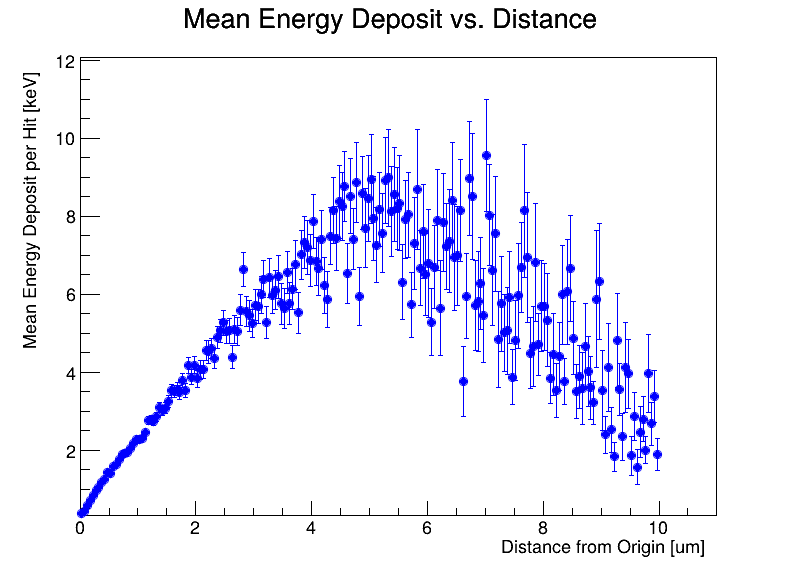 Mean Energy Deposit vs. Distance
Mean Energy Deposit per Hit [keV]
12
10
8
6
4
2
0 2 4 6 8 10
Distance from Origin [um]